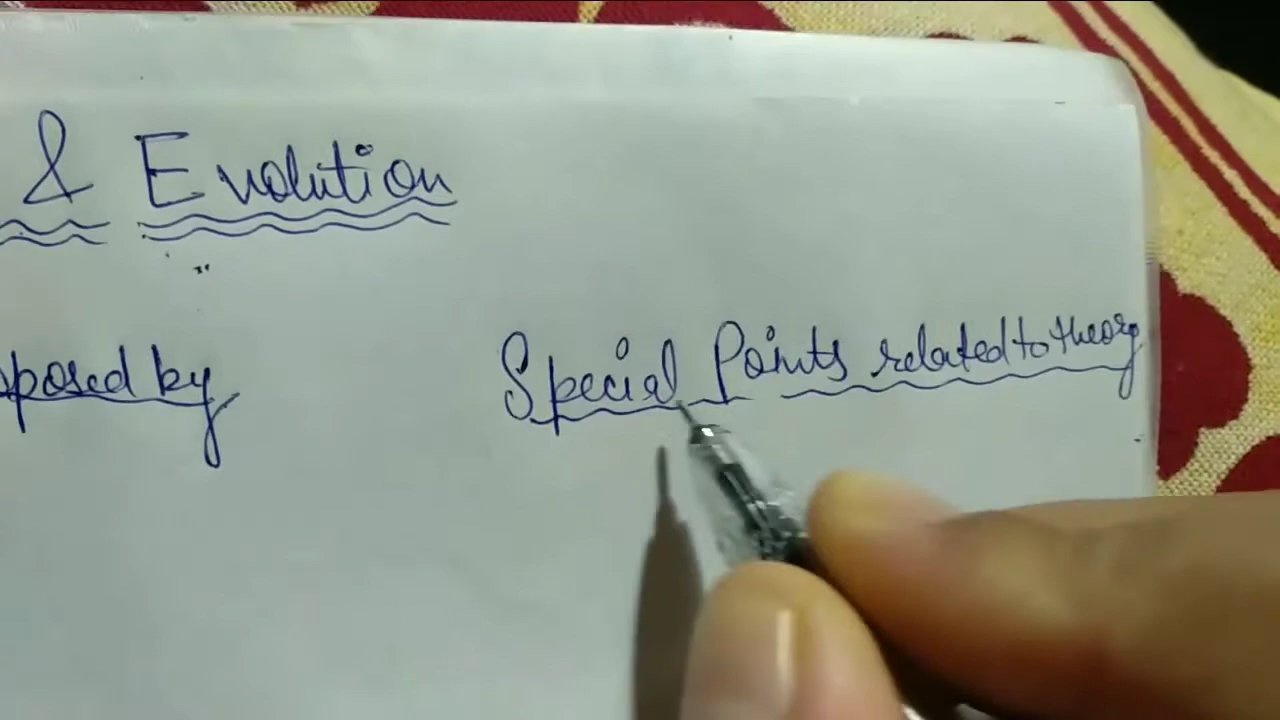 & Evolution
posed by
Special Points related to theory